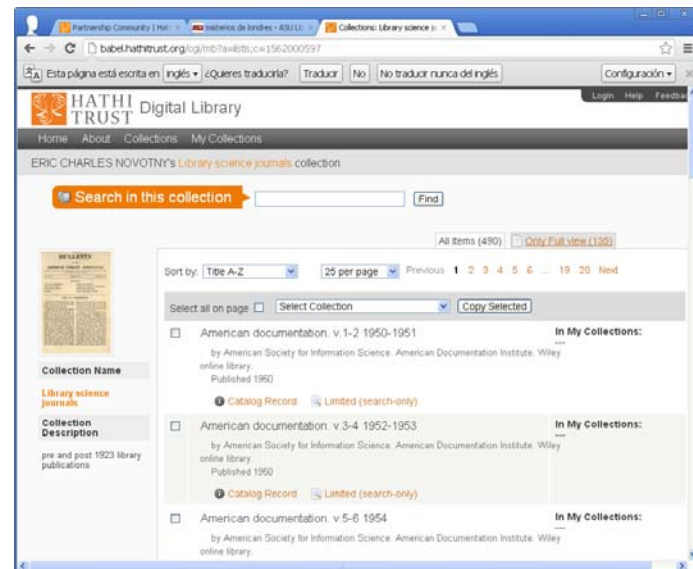 Partnership Community | Hat
misterios de londres - ASU Li
Collections: Library science jo
babel.hathitrust.org/cgi/mb?a=listis;c=1562000597
Esta página está escrita en inglés ¿Quieres traducirla? Traducir No No traducir nunca del inglés Configuración
HATHI TRUST Digital Library
Login Help Feedback
Home About Collections My Collections
ERIC CHARLES NOVOTNY's Library science journals collection
Search in this collection Find
All items (490) Only Full view (135)
Sort by: Title A-Z 25 per page Previous 1 2 3 4 5 6 ... 19 20 Next
Select all on page Select Collection Copy Selected
BULLETIN
Collection Name
Library science
journals
Collection
Description
pre and post 1923 library
publications
American documentation. v.1-2 1950-1951
In My Collections:
---
by American Society for Information Science. American Documentation Institute. Wiley
online library.
Published 1950
Catalog Record Limited (search-only)
American documentation. v.3-4 1952-1953
In My Collections:
---
by American Society for Information Science. American Documentation Institute. Wiley
online library.
Published 1950
Catalog Record Limited (search-only)
American documentation. v.5-6 1954
In My Collections:
---
by American Society for Information Science. American Documentation Institute. Wiley
online library.